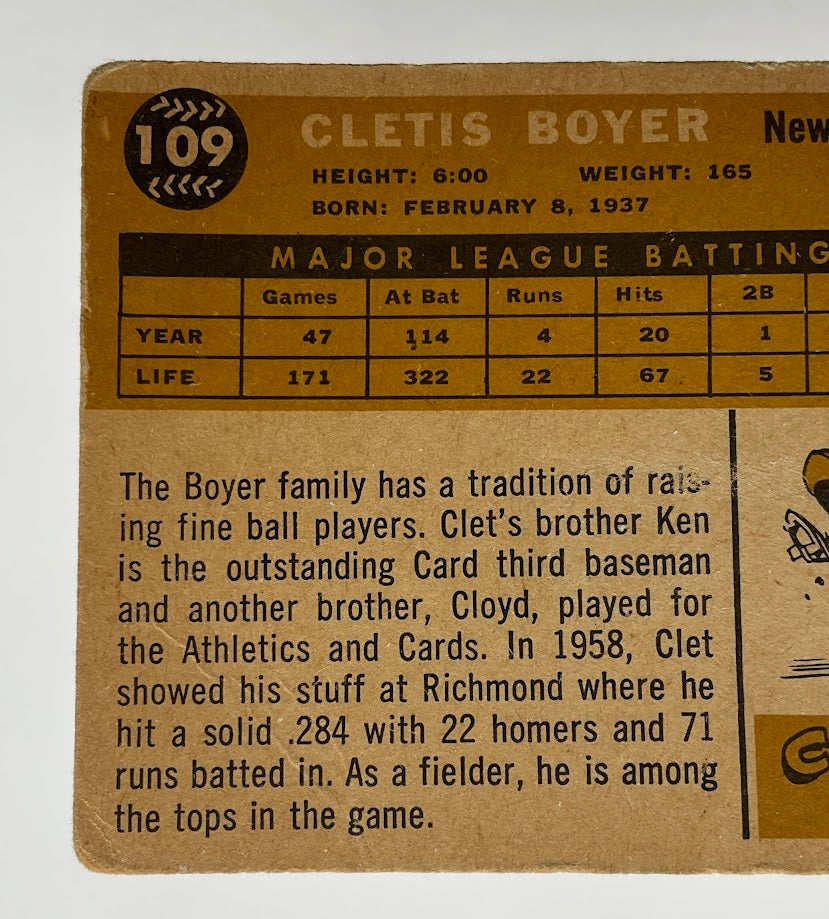 109 CLETIS BOYER New
HEIGHT: 6:00 WEIGHT: 165
BORN: FEBRUARY 8, 1937
MAJOR LEAGUE BATTING
Games At Bat Runs Hits 2B
YEAR 47 114 4 20 1
LIFE 171 322 22 67 5
The Boyer family has a tradition of rais-
ing fine ball players. Clet's brother Ken
is the outstanding Card third baseman
and another brother, Cloyd, played for
the Athletics and Cards. In 1958, Clet
showed his stuff at Richmond where he
hit a solid .284 with 22 homers and 71
runs batted in. As a fielder, he is among
the tops in the game.